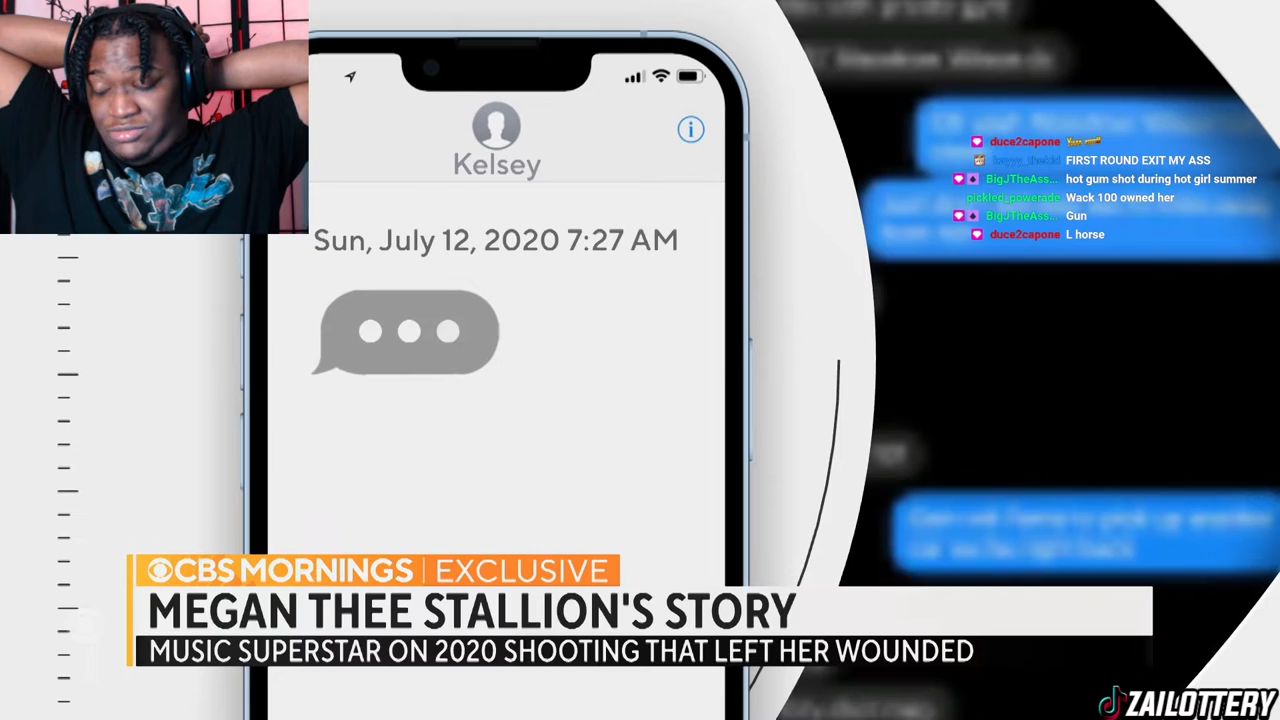 Kelsey
Sun, July 12, 2020 7:27 AM
duce2capone
FIRST ROUND EXIT MY ASS
BigJTheAss... hot gum shot during hot girl summer
pickled_powerade Wack 100 owned her
BigJTheAss... Gun
duce2capone L horse
CBS MORNINGS | EXCLUSIVE
MEGAN THEE STALLION'S STORY
MUSIC SUPERSTAR ON 2020 SHOOTING THAT LEFT HER WOUNDED
ZAILOTTERY